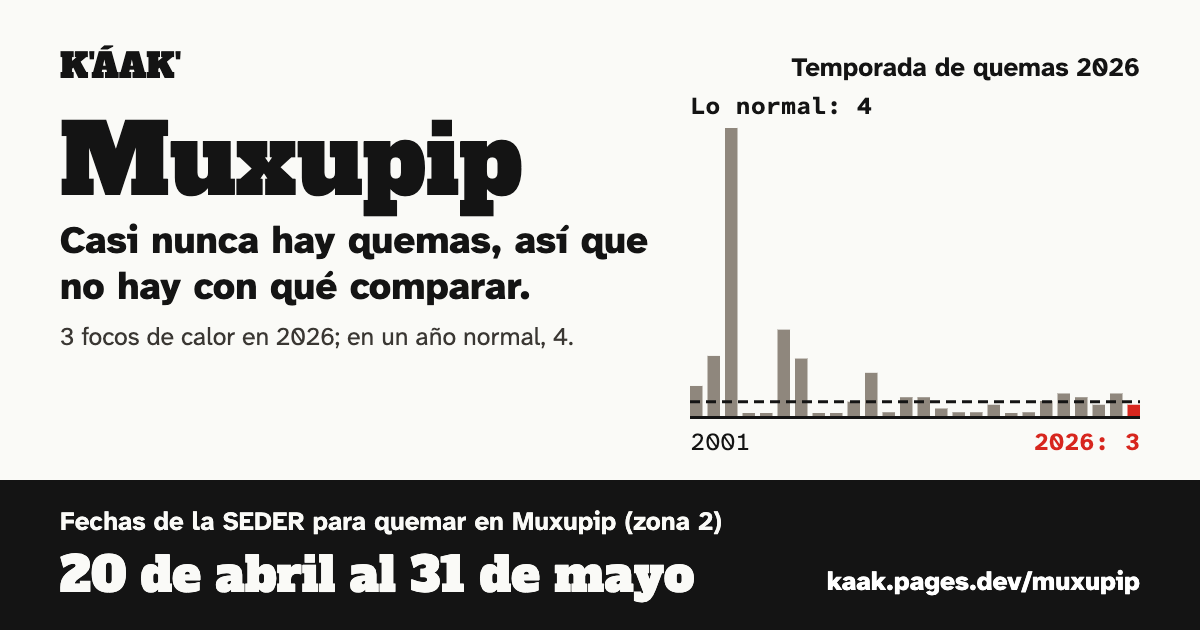 K'ÁAK'
Temporada de quemas 2026
Muxupip
Casi nunca hay quemas, así que
no hay con qué comparar.
3 focos de calor en 2026; en un año normal, 4.
Lo normal: 4
2001
2026: 3
Fechas de la SEDER para quemar en Muxupip (zona 2)
20 de abril al 31 de mayo
kaak.pages.dev/muxupip